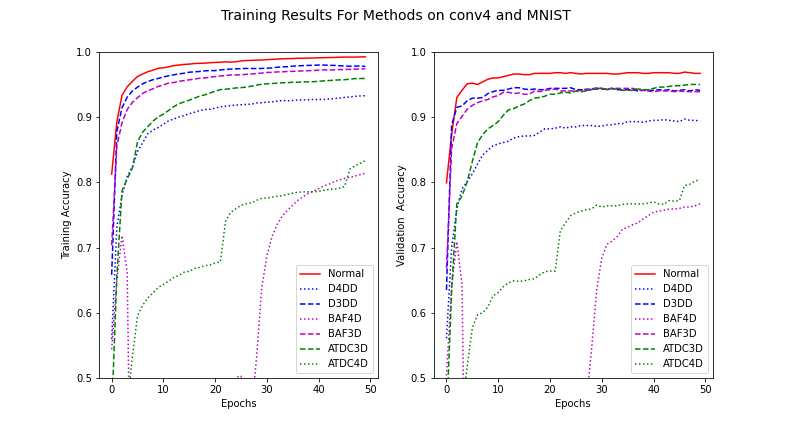 Training Results For Methods on conv4 and MNIST
1.0
0.9
0.8
0.7
0.6
0.5
Training Accuracy
0
10
20
30
40
50
Epochs
Normal
D4DD
D3DD
BAF4D
BAF3D
ATDC3D
ATDC4D
1.0
0.9
0.8
0.7
0.6
0.5
Validation  Accuracy
0
10
20
30
40
50
Epochs
Normal
D4DD
D3DD
BAF4D
BAF3D
ATDC3D
ATDC4D